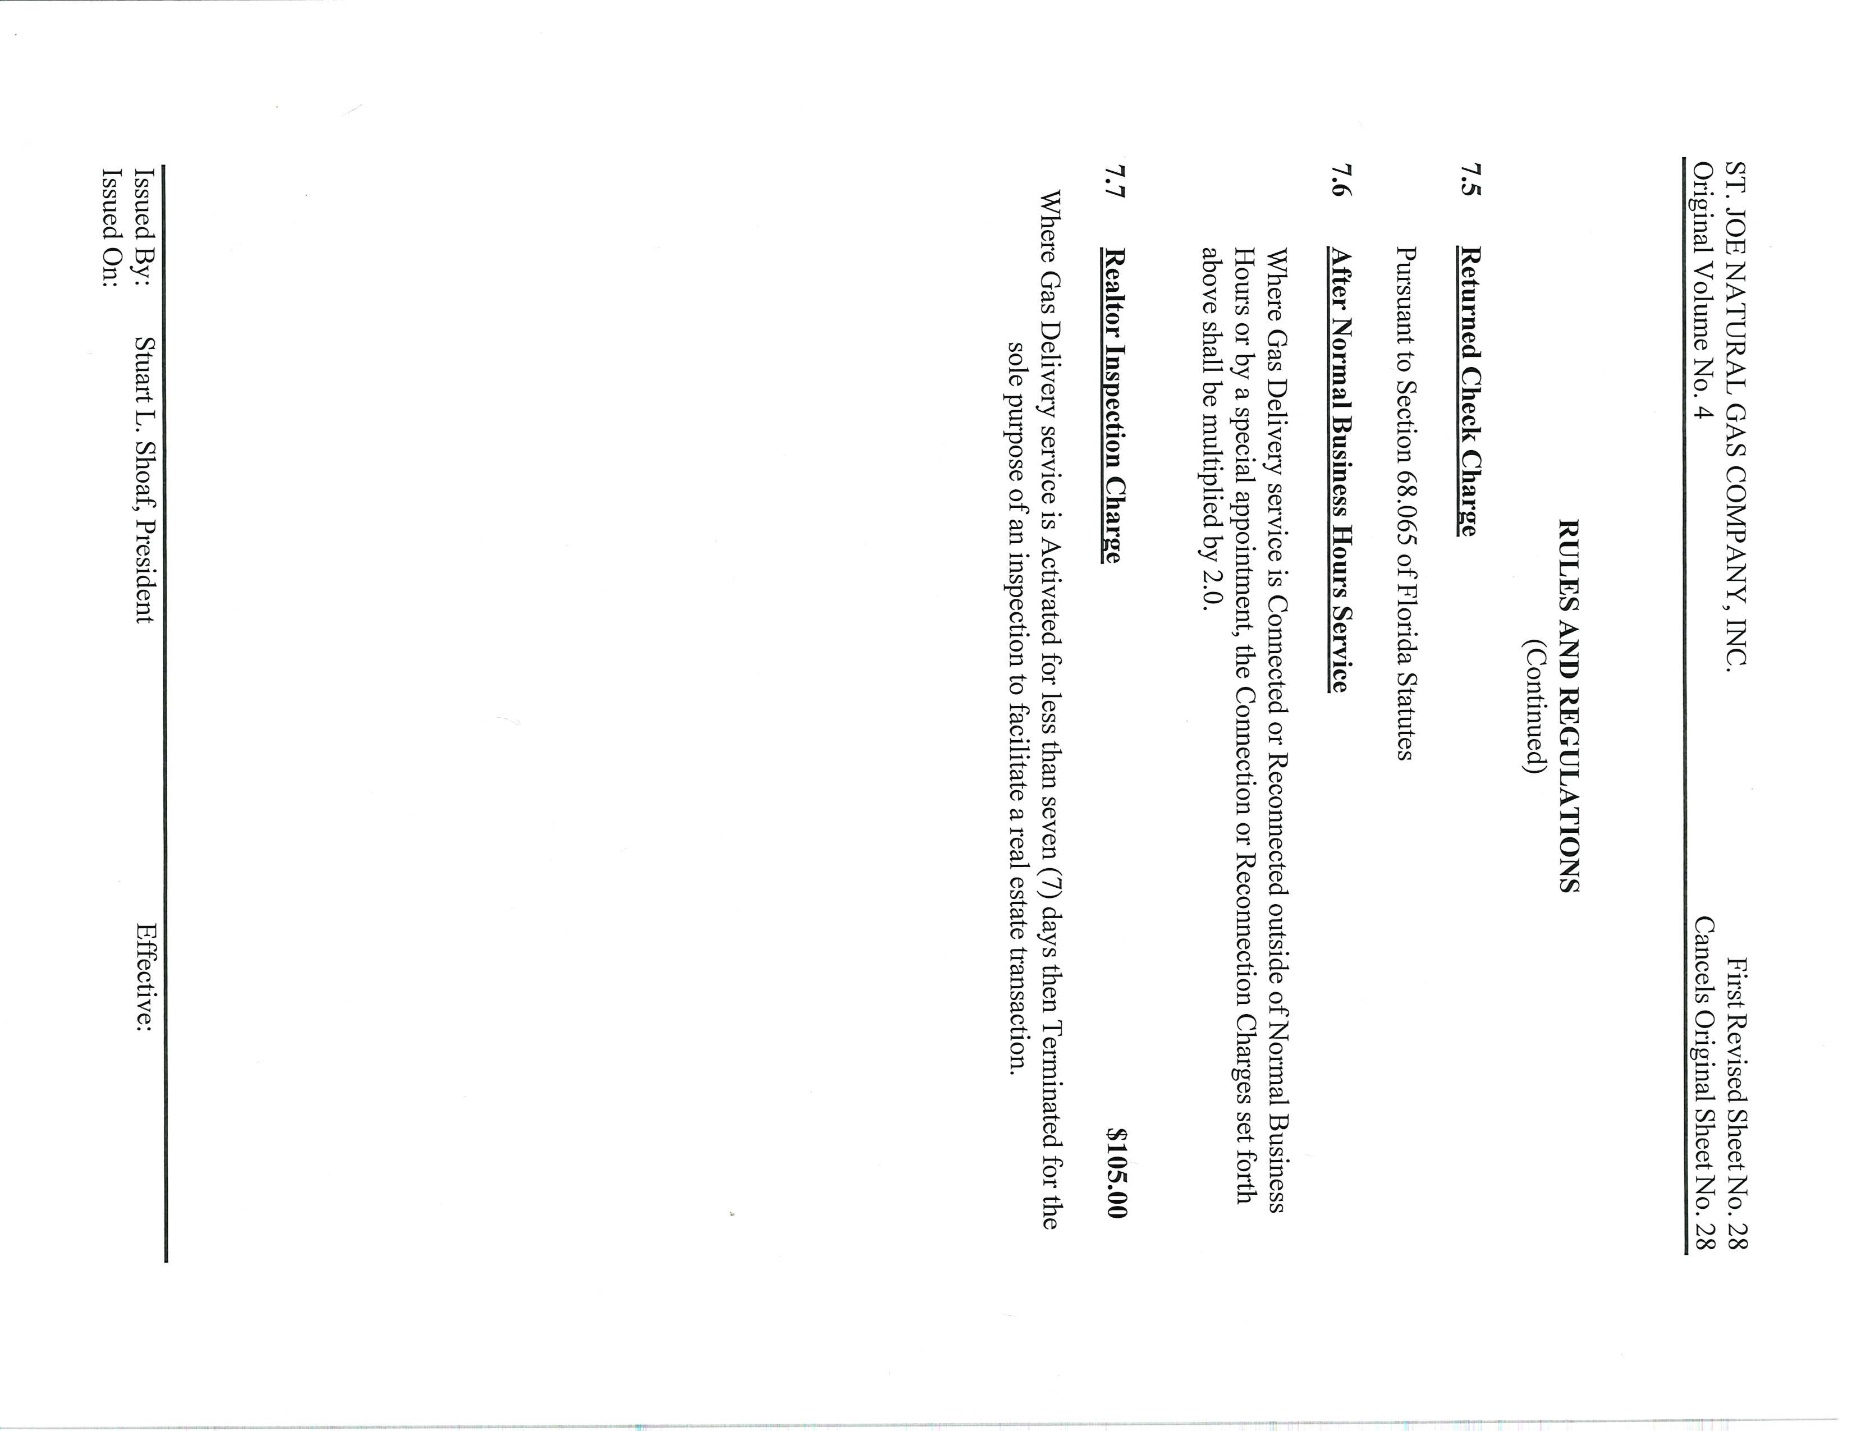 ST. JOE NATURAL GAS COMPANY, INC. First Revised Sheet No. 28
Original Volume No. 4 Cancels Original Sheet No. 28
RULES AND REGULATIONS
(Continued)
7.5 Returned Check Charge
Pursuant to Section 68.065 of Florida Statutes
7.6 After Normal Business Hours Service
Where Gas Delivery service is Connected or Reconnected outside of Normal Business
Hours or by a special appointment, the Connection or Reconnection Charges set forth
above shall be multiplied by 2.0.
7.7 Realtor Inspection Charge $105.00
Where Gas Delivery service is Activated for less than seven (7) days then Terminated for the
sole purpose of an inspection to facilitate a real estate transaction.
Issued By: Stuart L. Shoaf, President Effective:
Issued On: